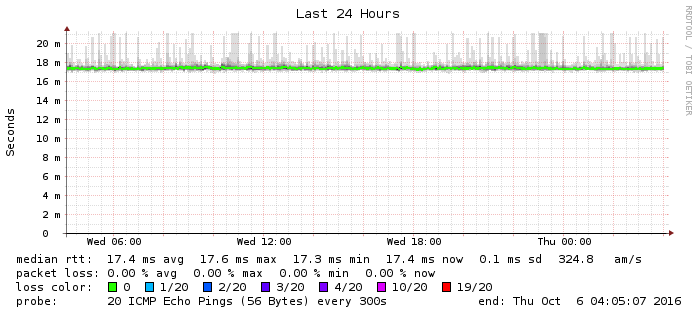 Last 24 Hours
RRDTOOL / TOBI OETIKER
Seconds
20 m
18 m
16 m
14 m
12 m
10 m
8 m
6 m
4 m
2 m
0
Wed 06:00 Wed 12:00 Wed 18:00 Thu 00:00
median rtt: 17.4 ms avg 17.6 ms max 17.3 ms min 17.4 ms now 0.1 ms sd 324.8 am/s
packet loss: 0.00 % avg 0.00 % max 0.00 % min 0.00 % now
loss color: 0 1/20 2/20 3/20 4/20 10/20 19/20
probe: 20 ICMP Echo Pings (56 Bytes) every 300s end: Thu Oct 6 04:05:07 2016